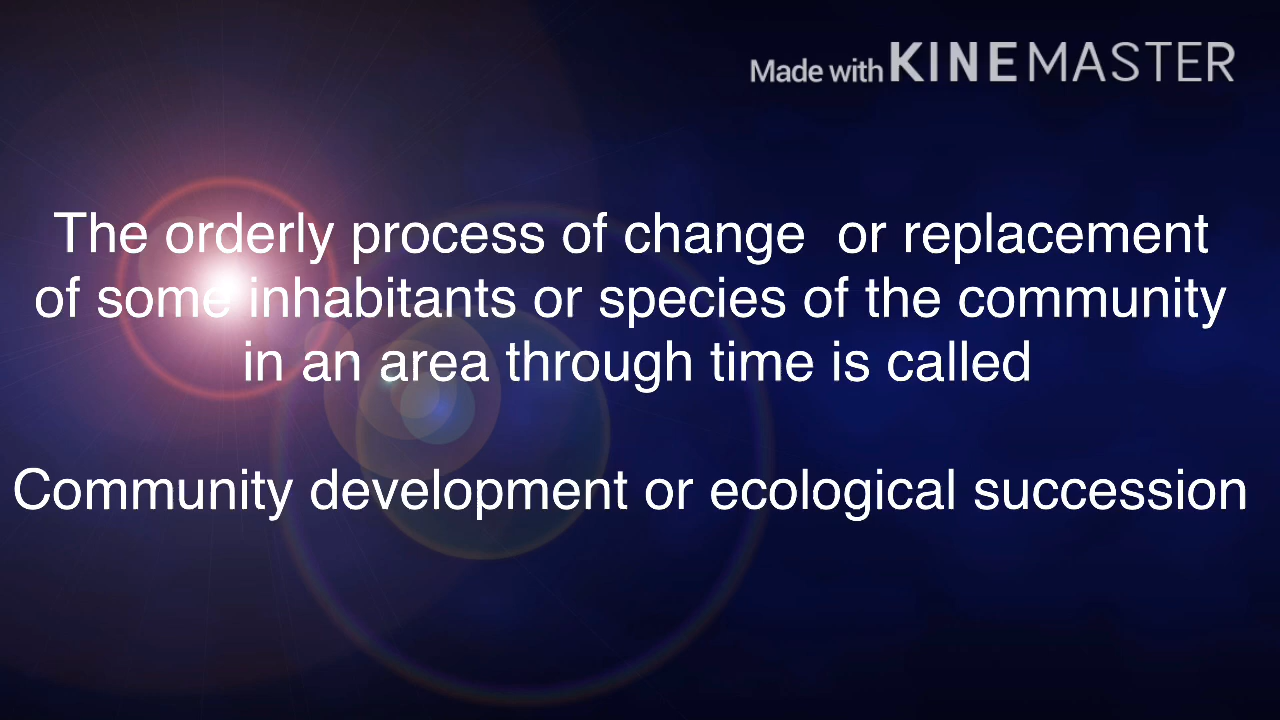 Made with KINEMASTER
The orderly process of change or replacement
of some inhabitants or species of the community
in an area through time is called
Community development or ecological succession